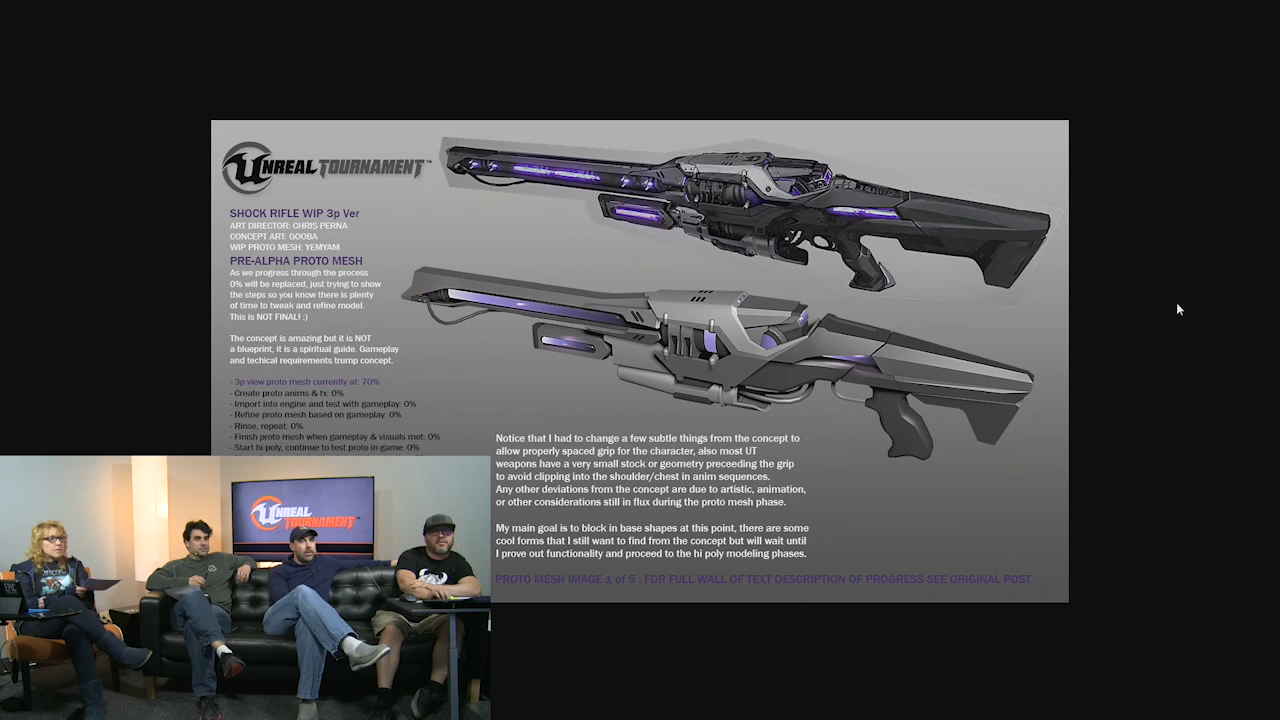 UNREAL TOURNAMENT™
SHOCK RIFLE WIP 3p Ver
ART DIRECTOR: CHRIS PERNA
CONCEPT ART: GOOBA
WIP PROTO MESH: YEMYAM
PRE-ALPHA PROTO MESH
As we progress through the process
0% will be replaced, just trying to show
the steps so you know there is plenty
of time to tweak and refine model.
This is NOT FINAL! :)
The concept is amazing but it is NOT
a blueprint, it is a spiritual guide. Gameplay
and techical requirements trump concept.
- 3p view proto mesh currently at: 70%
- Create proto anims & fx: 0%
- Import into engine and test with gameplay: 0%
- Refine proto mesh based on gameplay: 0%
- Rinse, repeat: 0%
- Finish proto mesh when gameplay & visuals met: 0%
- Start hi poly, continue to test proto in game: 0%
Notice that I had to change a few subtle things from the concept to
allow properly spaced grip for the character, also most UT
weapons have a very small stock or geometry preceeding the grip
to avoid clipping into the shoulder/chest in anim sequences.
Any other deviations from the concept are due to artistic, animation,
or other considerations still in flux during the proto mesh phase.
My main goal is to block in base shapes at this point, there are some
cool forms that I still want to find from the concept but will wait until
I prove out functionality and proceed to the hi poly modeling phases.
PROTO MESH IMAGE 1 of 5 : FOR FULL WALL OF TEXT DESCRIPTION OF PROGRESS SEE ORIGINAL POST
UNREAL
TOURNAMENT™